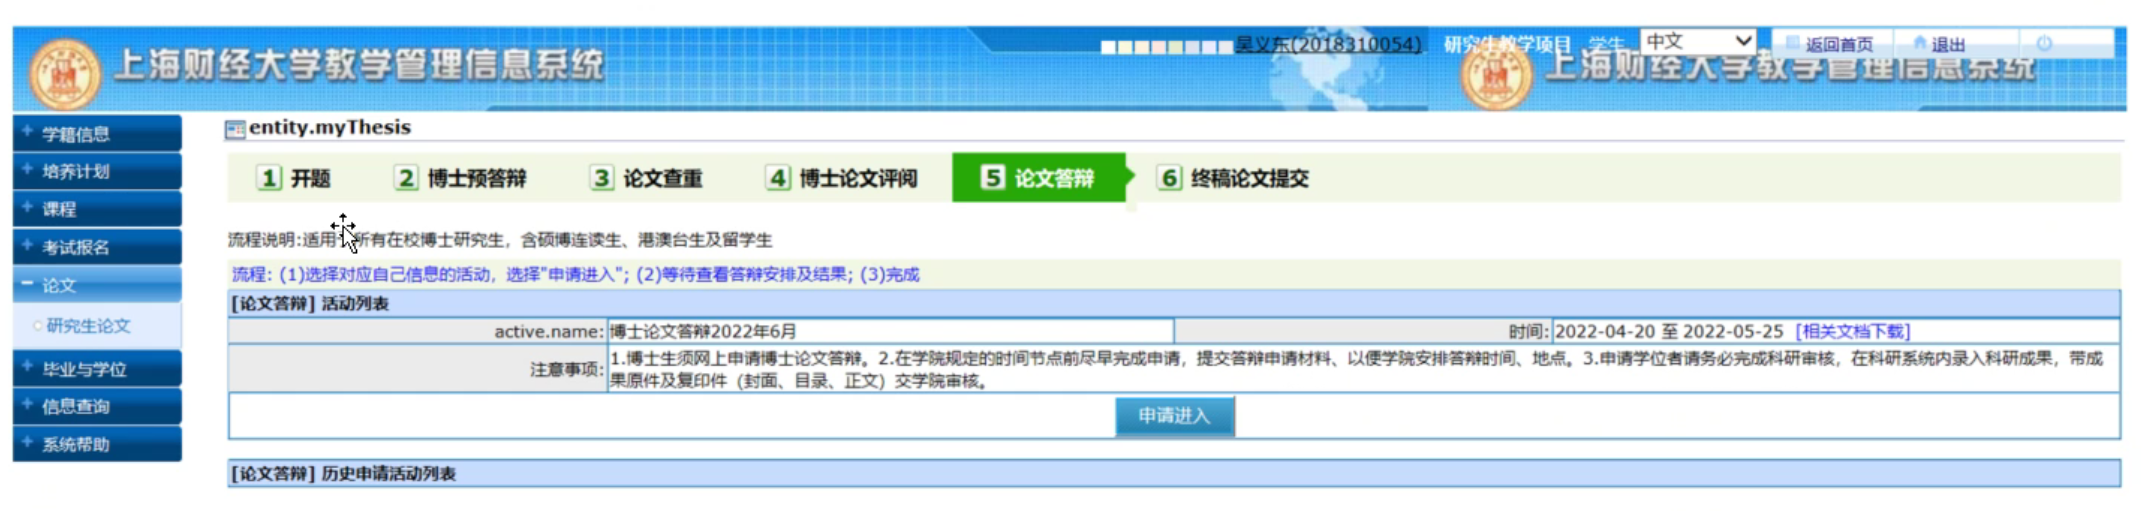 上海财经大学教学管理信息系统
吴义东(2018310054) 研究生教学项目 学生 中文 返回首页 退出
上海财经大学教学管理信息系统
学籍信息
培养计划
课程
考试报名
论文
研究生论文
毕业与学位
信息查询
系统帮助
entity.myThesis
1 开题 2 博士预答辩 3 论文查重 4 博士论文评阅 5 论文答辩 6 终稿论文提交
流程说明:适用 所有在校博士研究生，含硕博连读生、港澳台生及留学生
流程: (1)选择对应自己信息的活动，选择"申请进入"; (2)等待查看答辩安排及结果; (3)完成
[论文答辩] 活动列表
active.name: 博士论文答辩2022年6月 时间: 2022-04-20 至 2022-05-25 [相关文档下载]
注意事项: 1.博士生须网上申请博士论文答辩。2.在学院规定的时间节点前尽早完成申请，提交答辩申请材料、以便学院安排答辩时间、地点。3.申请学位者请务必完成科研审核，在科研系统内录入科研成果，带成
果原件及复印件（封面、目录、正文）交学院审核。
申请进入
[论文答辩] 历史申请活动列表